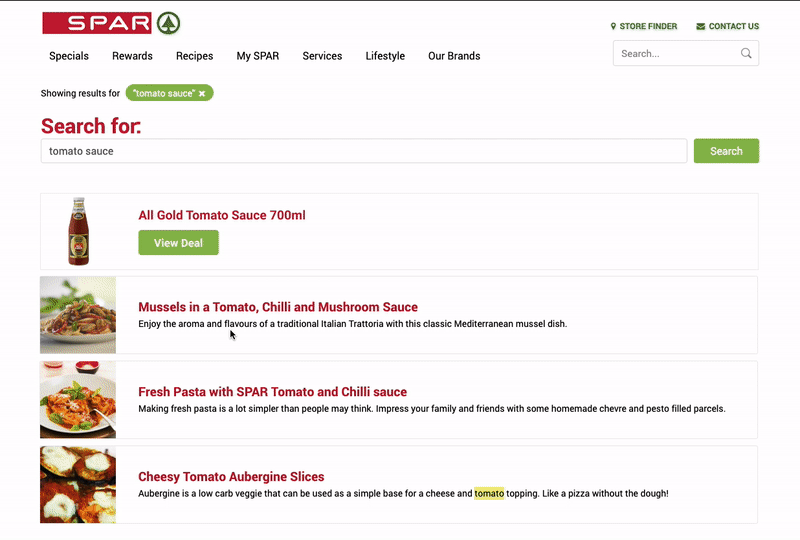 SPAR
STORE FINDER
CONTACT US
Specials
Rewards
Recipes
My SPAR
Services
Lifestyle
Our Brands
Search...
Showing results for "tomato sauce" ×
Search for:
tomato sauce
Search
All Gold Tomato Sauce 700ml
View Deal
Mussels in a Tomato, Chilli and Mushroom Sauce
Enjoy the aroma and flavours of a traditional Italian Trattoria with this classic Mediterranean mussel dish.
Fresh Pasta with SPAR Tomato and Chilli sauce
Making fresh pasta is a lot simpler than people may think. Impress your family and friends with some homemade chevre and pesto filled parcels.
Cheesy Tomato Aubergine Slices
Aubergine is a low carb veggie that can be used as a simple base for a cheese and tomato topping. Like a pizza without the dough!